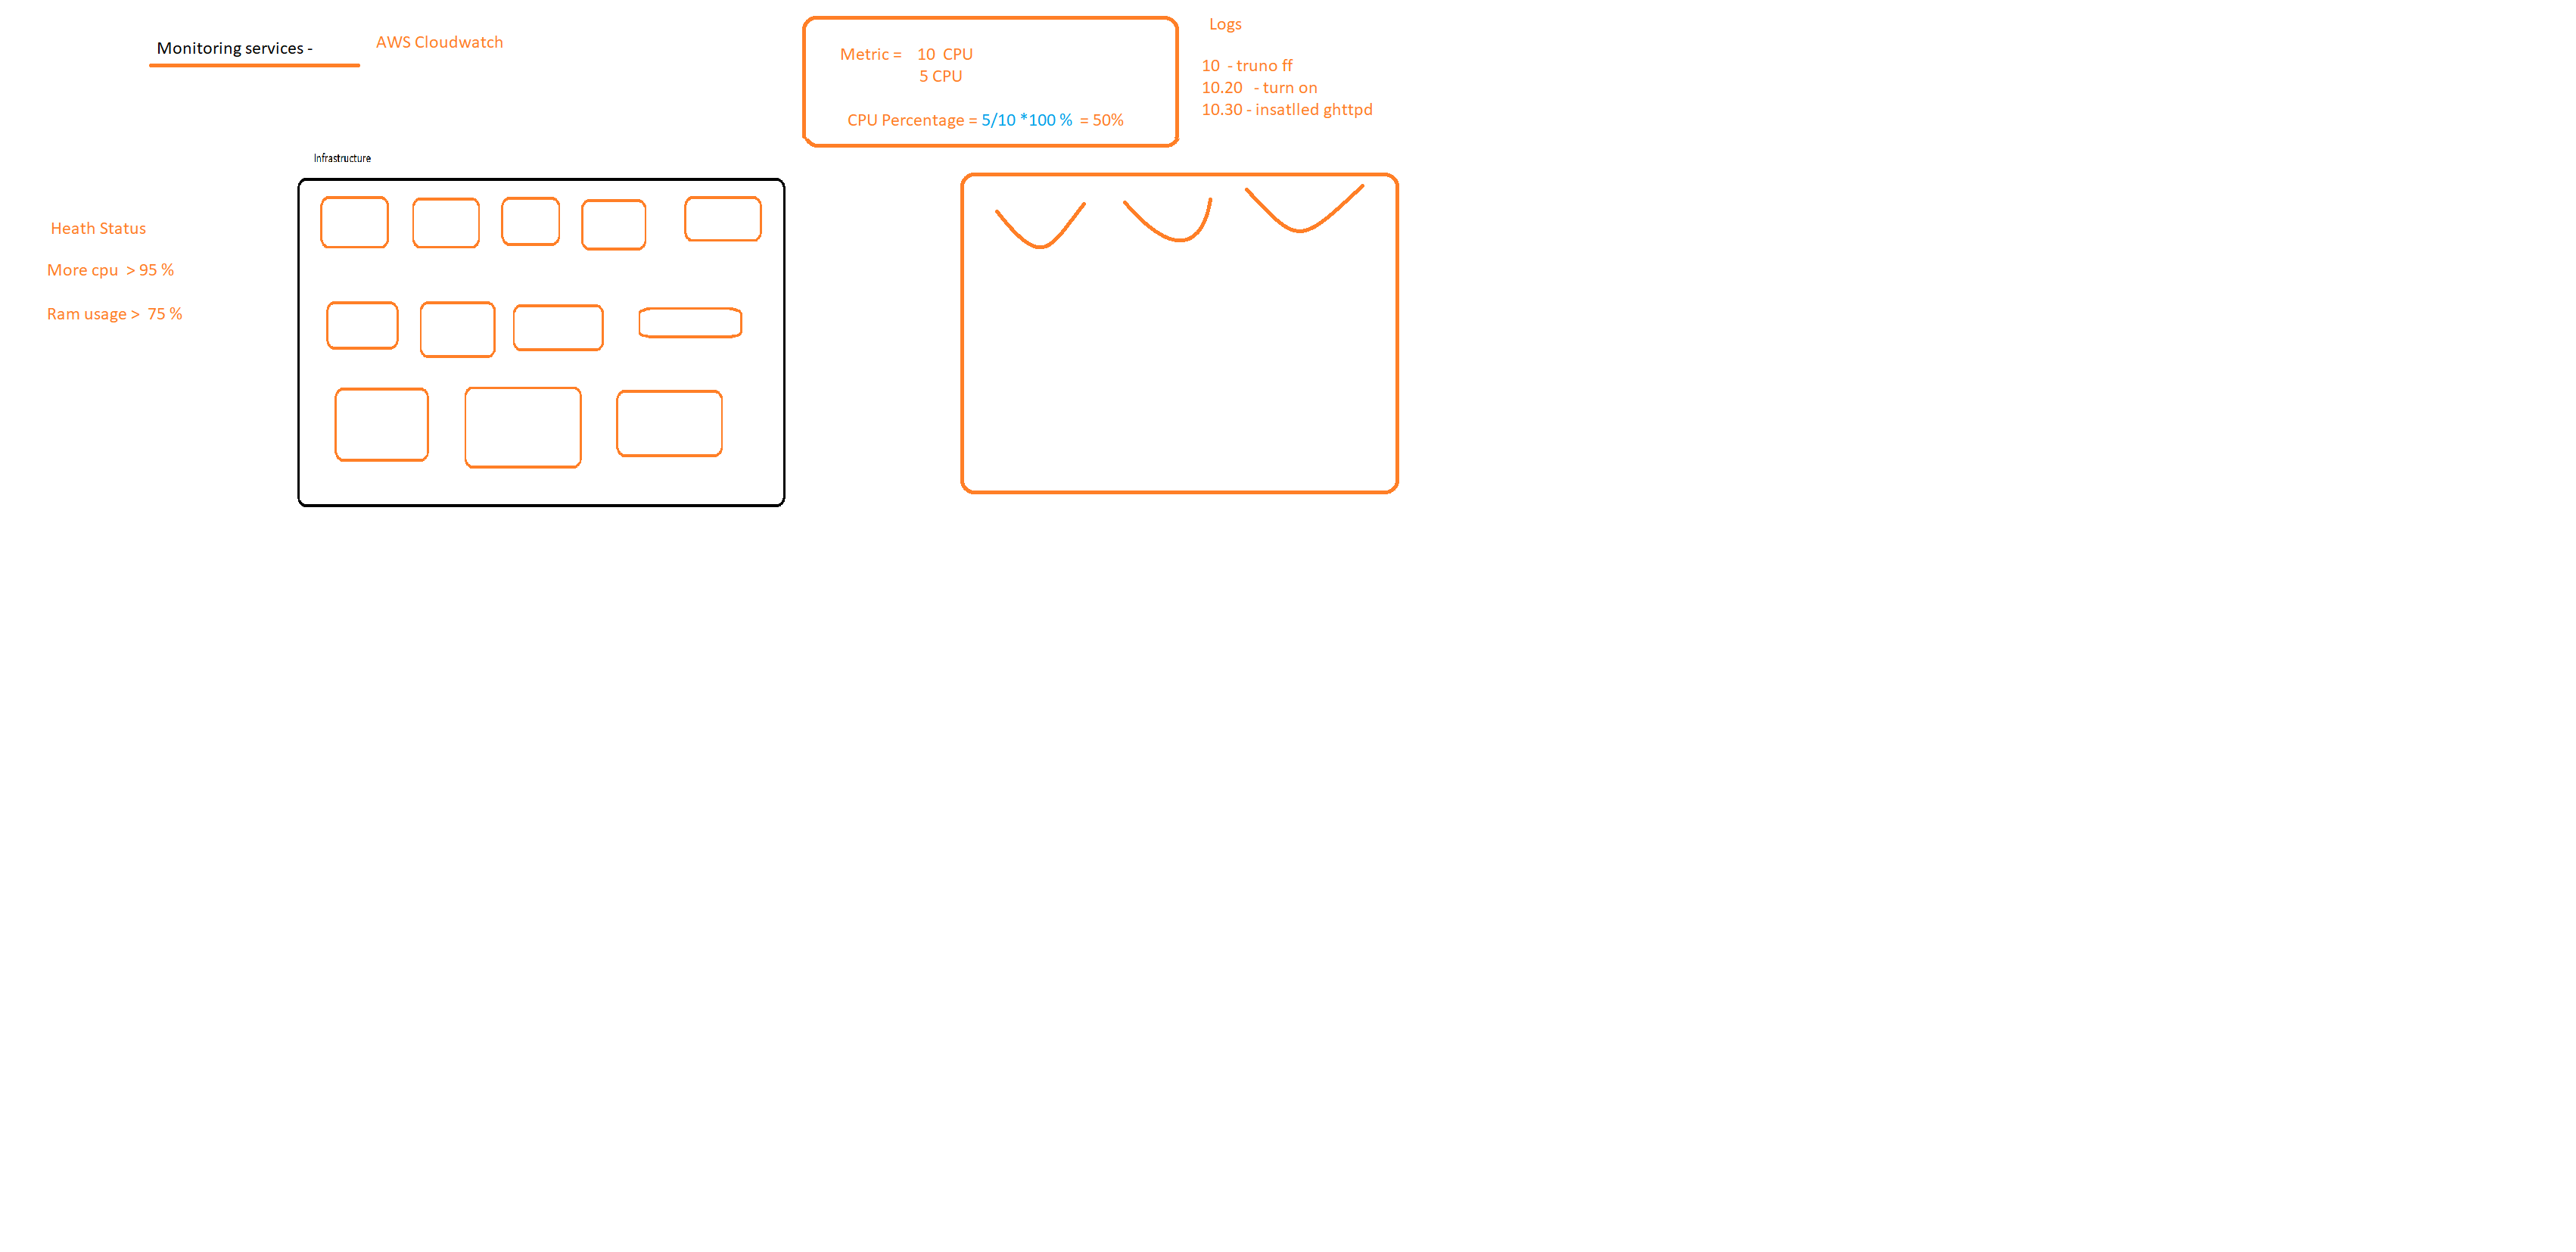 Monitoring services -
AWS Cloudwatch
Metric = 10 CPU
5 CPU
CPU Percentage = 5/10 *100 % = 50%
Logs
10 - truno ff
10.20 - turn on
10.30 - insatlled ghttpd
Infrastructure
Heath Status
More cpu > 95 %
Ram usage > 75 %